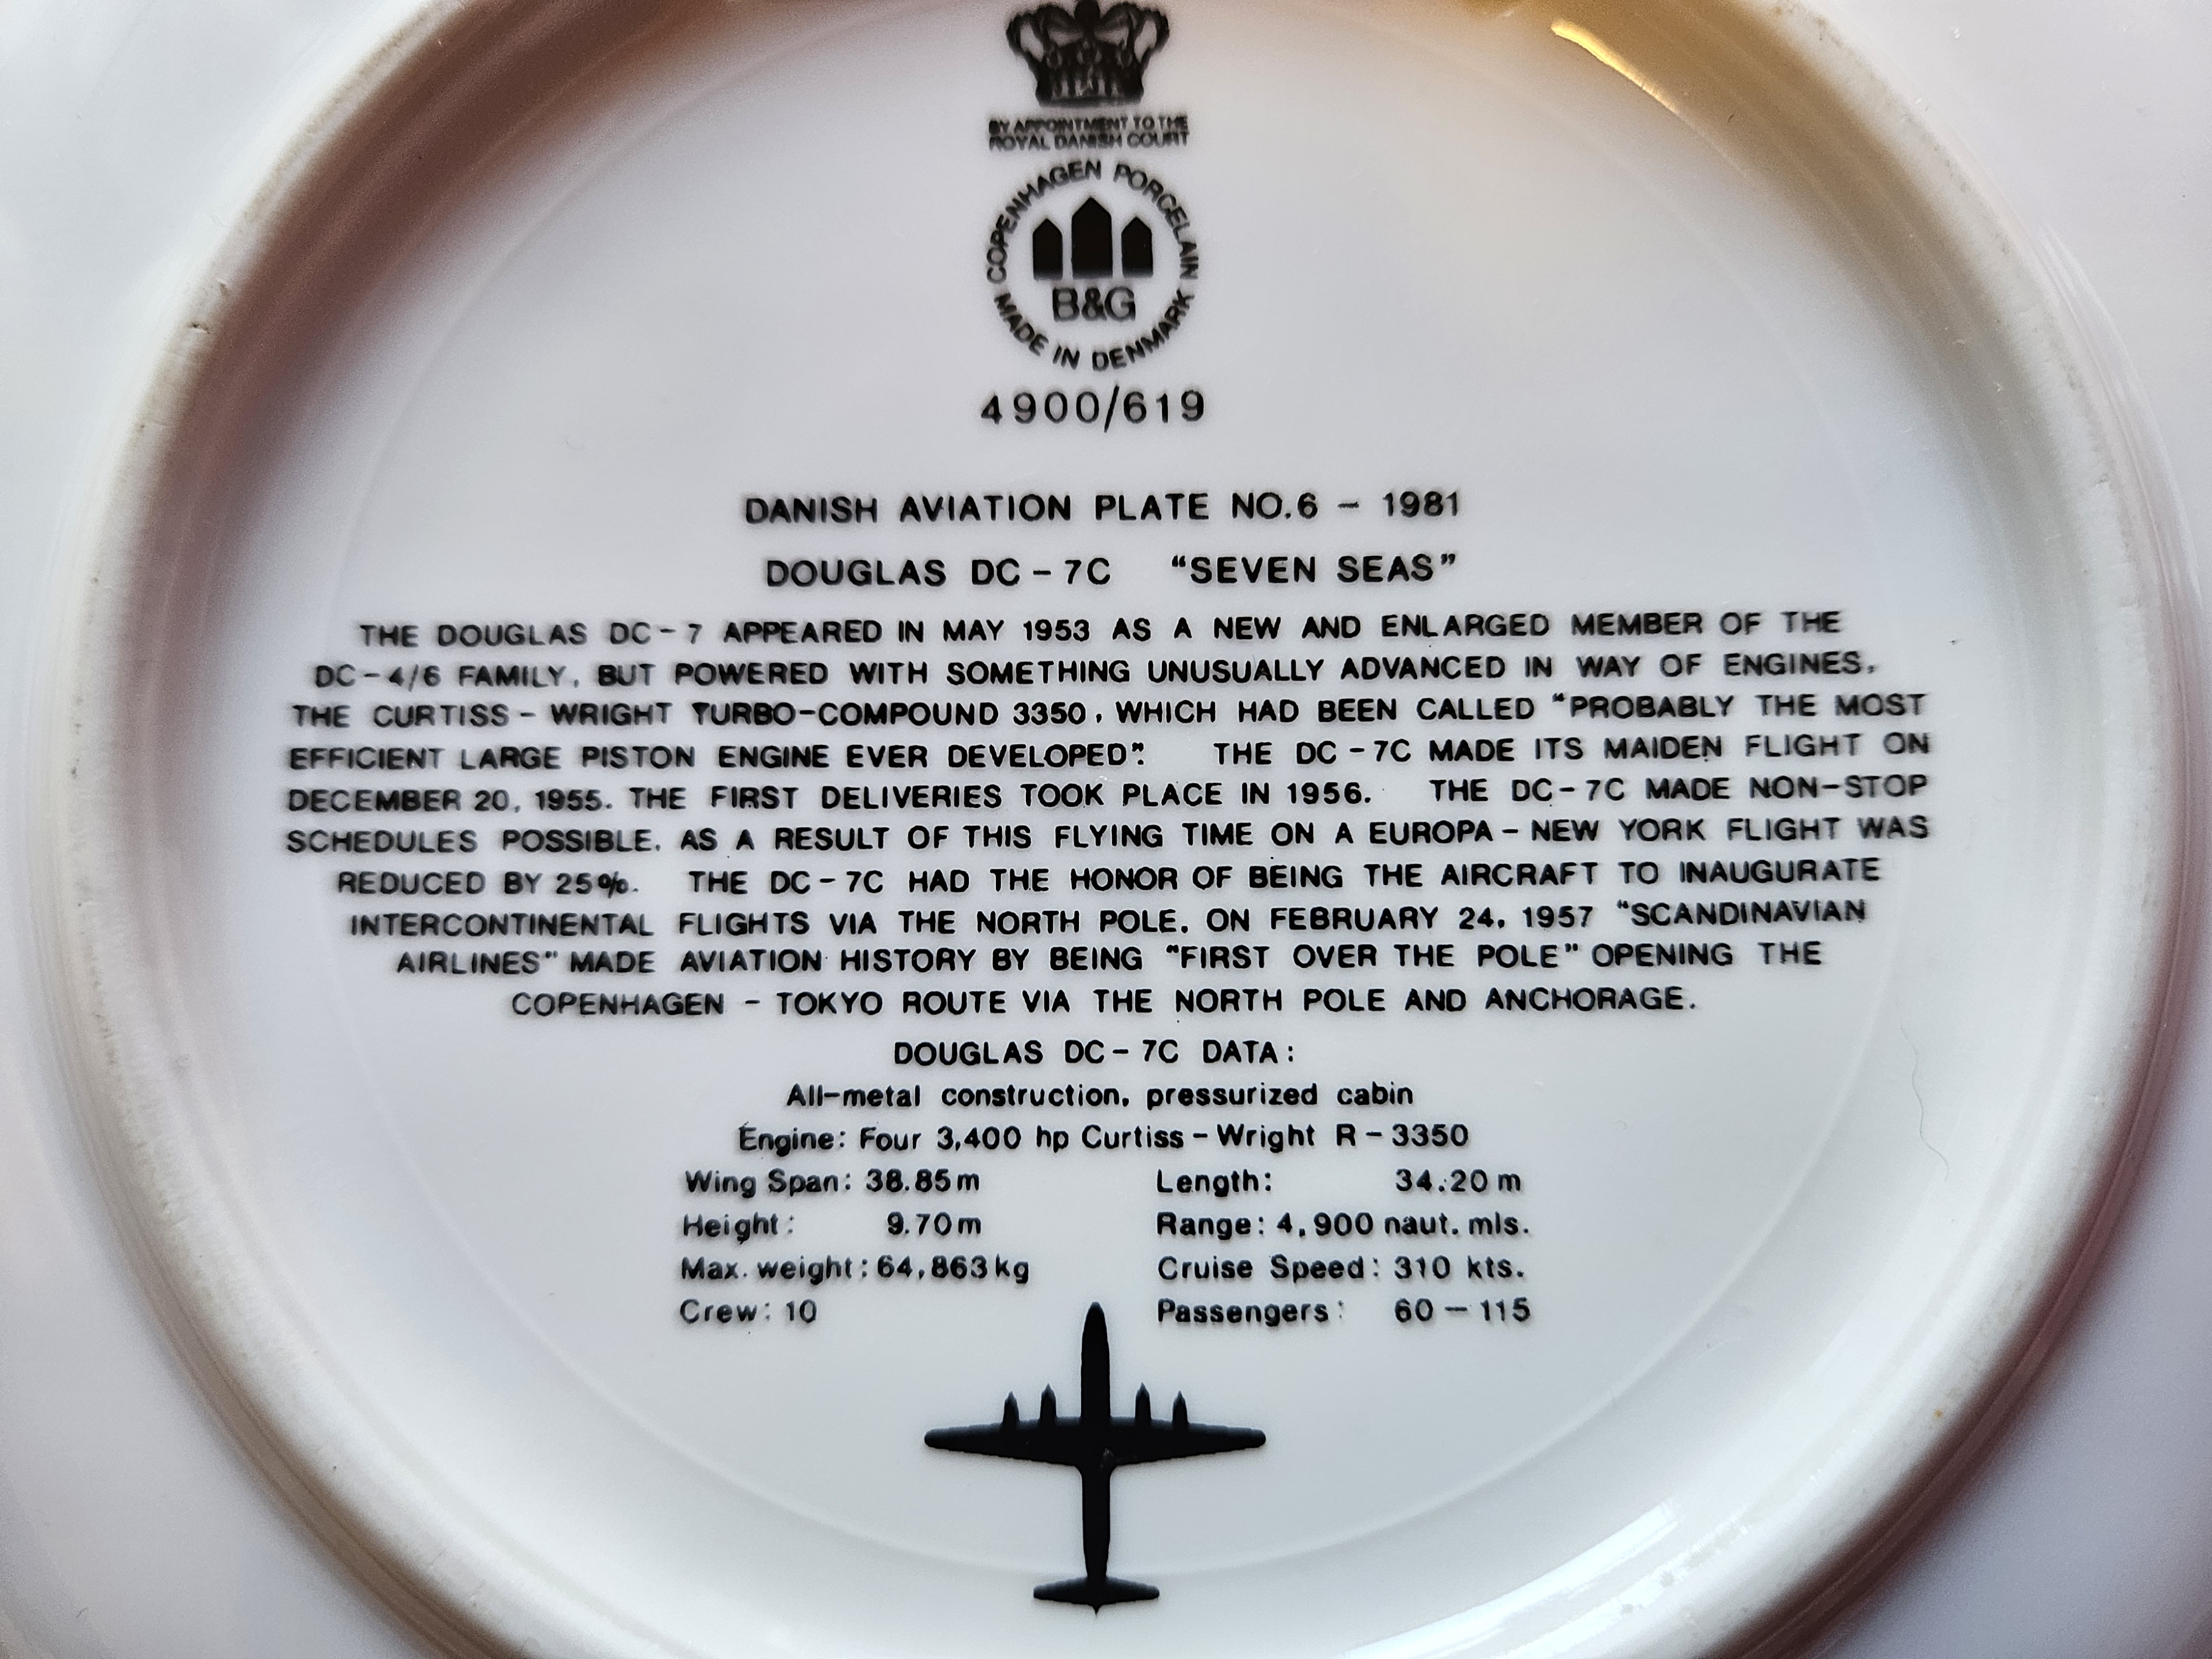 BY APPOINTMENT TO THE
ROYAL DANISH COURT
COPENHAGEN PORCELAIN
B&G
MADE IN DENMARK
4900/619
DANISH AVIATION PLATE NO.6 - 1981
DOUGLAS DC - 7C "SEVEN SEAS"
THE DOUGLAS DC - 7 APPEARED IN MAY 1953 AS A NEW AND ENLARGED MEMBER OF THE
DC - 4/6 FAMILY, BUT POWERED WITH SOMETHING UNUSUALLY ADVANCED IN WAY OF ENGINES,
THE CURTISS - WRIGHT TURBO-COMPOUND 3350, WHICH HAD BEEN CALLED "PROBABLY THE MOST
EFFICIENT LARGE PISTON ENGINE EVER DEVELOPED". THE DC - 7C MADE ITS MAIDEN FLIGHT ON
DECEMBER 20, 1955. THE FIRST DELIVERIES TOOK PLACE IN 1956. THE DC - 7C MADE NON-STOP
SCHEDULES POSSIBLE. AS A RESULT OF THIS FLYING TIME ON A EUROPA - NEW YORK FLIGHT WAS
REDUCED BY 25%. THE DC - 7C HAD THE HONOR OF BEING THE AIRCRAFT TO INAUGURATE
INTERCONTINENTAL FLIGHTS VIA THE NORTH POLE. ON FEBRUARY 24, 1957 "SCANDINAVIAN
AIRLINES" MADE AVIATION HISTORY BY BEING "FIRST OVER THE POLE" OPENING THE
COPENHAGEN - TOKYO ROUTE VIA THE NORTH POLE AND ANCHORAGE.
DOUGLAS DC - 7C DATA:
All-metal construction, pressurized cabin
Engine: Four 3,400 hp Curtiss - Wright R - 3350
Wing Span: 38.85 m Length: 34.20 m
Height: 9.70 m Range: 4,900 naut. mls.
Max. weight: 64,863 kg Cruise Speed: 310 kts.
Crew: 10 Passengers: 60 - 115